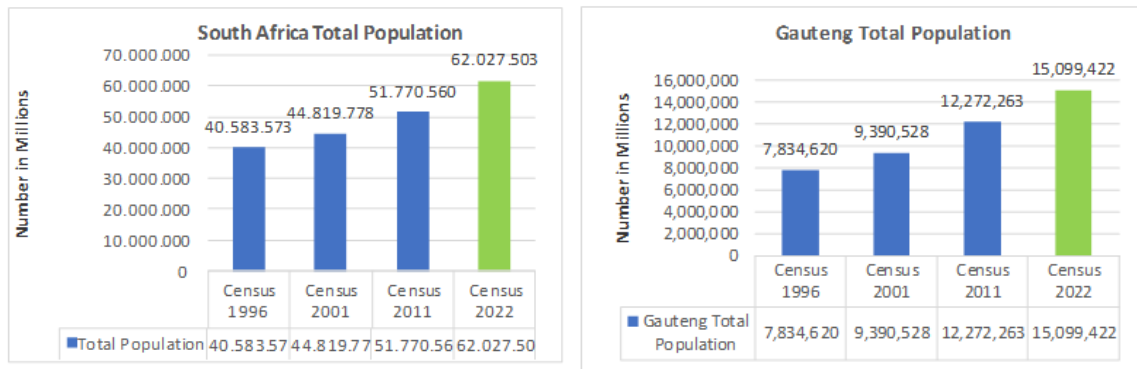 South Africa Total Population
Number in Millions
70.000.000
60.000.000
50.000.000
40.000.000
30.000.000
20.000.000
10.000.000
0
40.583.573
44.819.778
51.770.560
62.027.503
Census Census Census Census
1996 2001 2011 2022
Total Population 40.583.57 44.819.77 51.770.56 62.027.50
Gauteng Total Population
Number in Millions
16,000,000
14,000,000
12,000,000
10,000,000
8,000,000
6,000,000
4,000,000
2,000,000
0
7,834,620
9,390,528
12,272,263
15,099,422
Census Census Census Census
1996 2001 2011 2022
Gauteng Total
Population
7,834,620 9,390,528 12,272,263 15,099,422